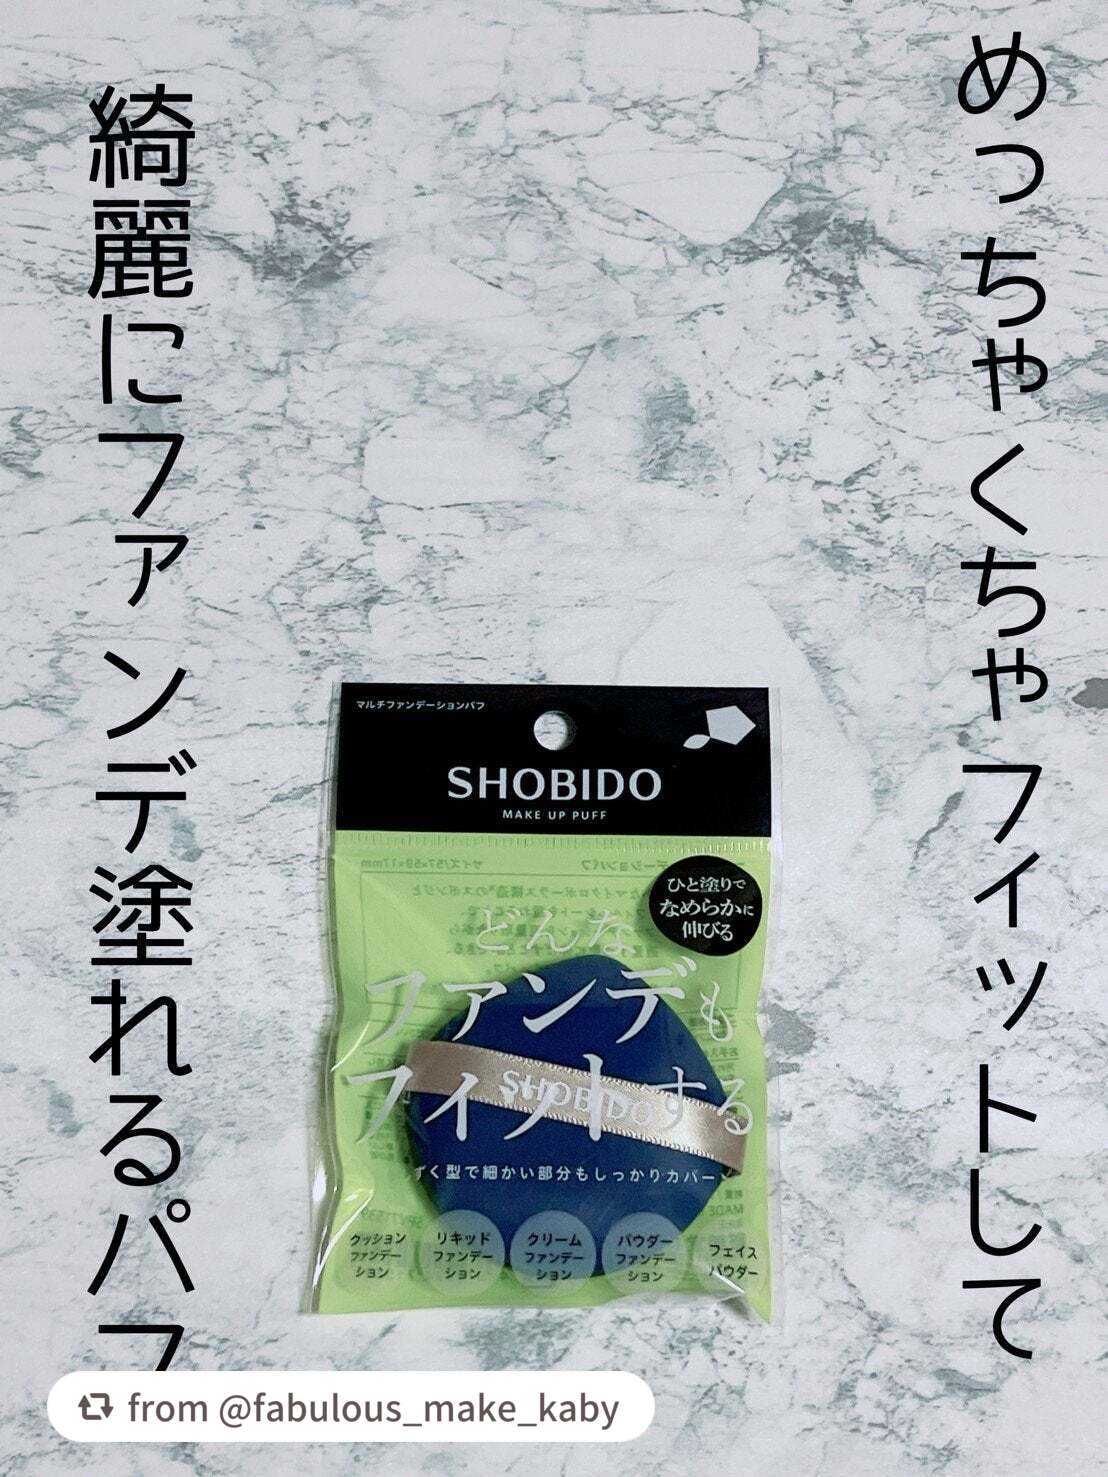 めっちゃくちゃフィットして
綺麗にファンデ塗れるパフ
マルチファンデーションパフ
SHOBIDO
MAKE UP PUFF
ひと塗りで
なめらかに
伸びる
どんな
ファンデも
フィットする
SHOBIDO
ずく型で細かい部分もしっかりカバー
クッション
ファンデー
ション
リキッド
ファンデー
ション
クリーム
ファンデー
ション
パウダー
ファンデー
ション
フェイス
パウダー
from @fabulous_make_kaby